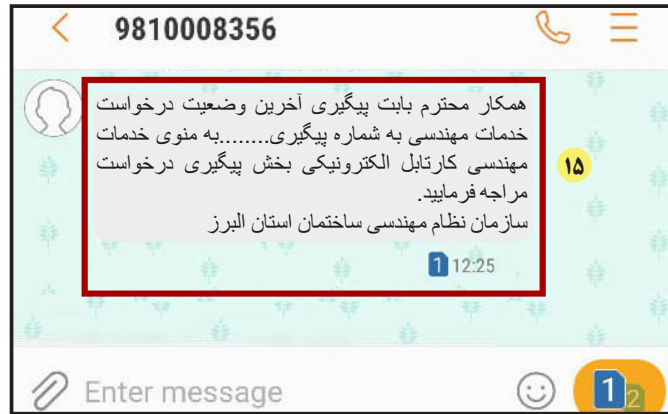 9810008356
همکار محترم بابت پیگیری آخرین وضعیت درخواست
خدمات مهندسی به شماره پیگیری........به منوی خدمات
مهندسی کارتابل الکترونیکی بخش پیگیری درخواست
مراجه فرمایید.
سازمان نظام مهندسی ساختمان استان البرز
۱۵
1 12:25
Enter message
1 2